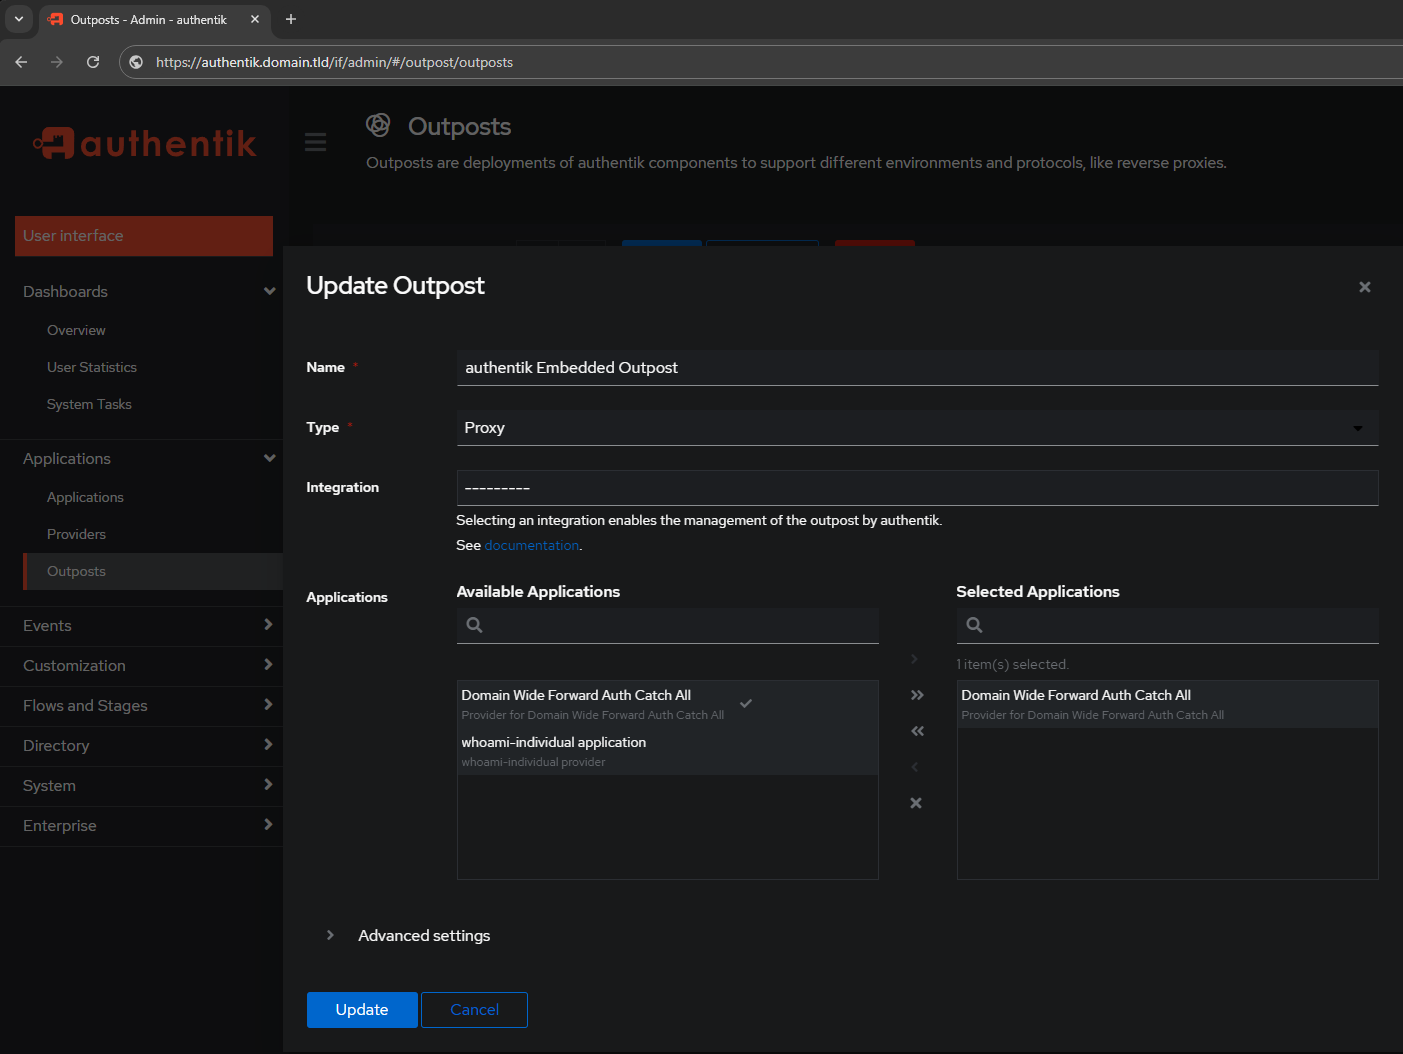 Outposts - Admin - authentik
https://authentik.domain.tld/if/admin/#/outpost/outposts
authentik
Outposts
Outposts are deployments of authentik components to support different environments and protocols, like reverse proxies.
User interface
Dashboards
Overview
User Statistics
System Tasks
Applications
Applications
Providers
Outposts
Events
Customization
Flows and Stages
Directory
System
Enterprise
Update Outpost
Name *
authentik Embedded Outpost
Type *
Proxy
Integration
---------
Selecting an integration enables the management of the outpost by authentik.
See documentation.
Applications
Available Applications
Domain Wide Forward Auth Catch All
Provider for Domain Wide Forward Auth Catch All
whoami-individual application
whoami-individual provider
Selected Applications
1 item(s) selected.
Domain Wide Forward Auth Catch All
Provider for Domain Wide Forward Auth Catch All
Advanced settings
Update
Cancel